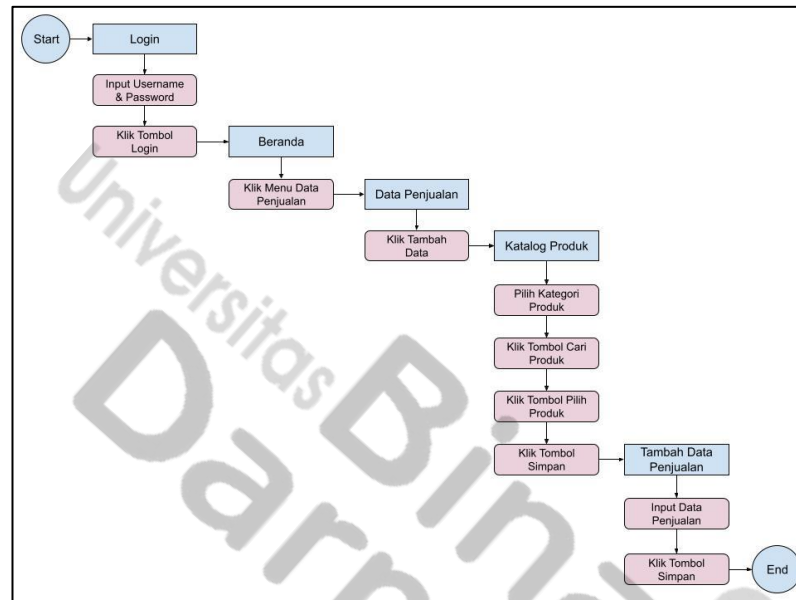 Start
Login
Input Username
& Password
Klik Tombol
Login
Beranda
Klik Menu Data
Penjualan
Data Penjualan
Klik Tambah
Data
Katalog Produk
Pilih Kategori
Produk
Klik Tombol Cari
Produk
Klik Tombol Pilih
Produk
Klik Tombol
Simpan
Tambah Data
Penjualan
Input Data
Penjualan
Klik Tombol
Simpan
End
Universitas